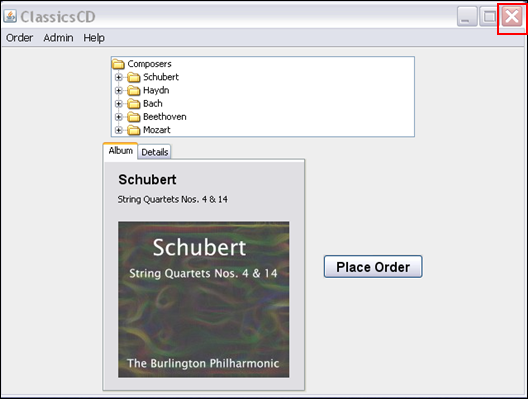 ClassicsCD
Order Admin Help
Composers
Schubert
Haydn
Bach
Beethoven
Mozart
Album Details
Schubert
String Quartets Nos. 4 & 14
Schubert
String Quartets Nos. 4 & 14
The Burlington Philharmonic
Place Order